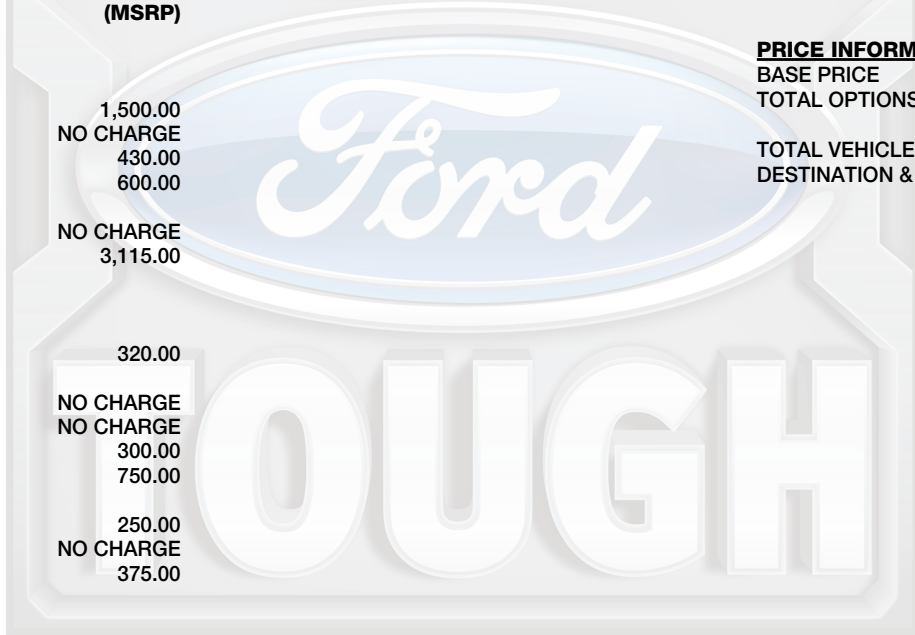 (MSRP)
1,500.00
NO CHARGE
430.00
600.00
NO CHARGE
3,115.00
320.00
NO CHARGE
NO CHARGE
300.00
750.00
250.00
NO CHARGE
375.00
PRICE INFORM
BASE PRICE
TOTAL OPTIONS
TOTAL VEHICLE
DESTINATION &
Ford
TOUGH